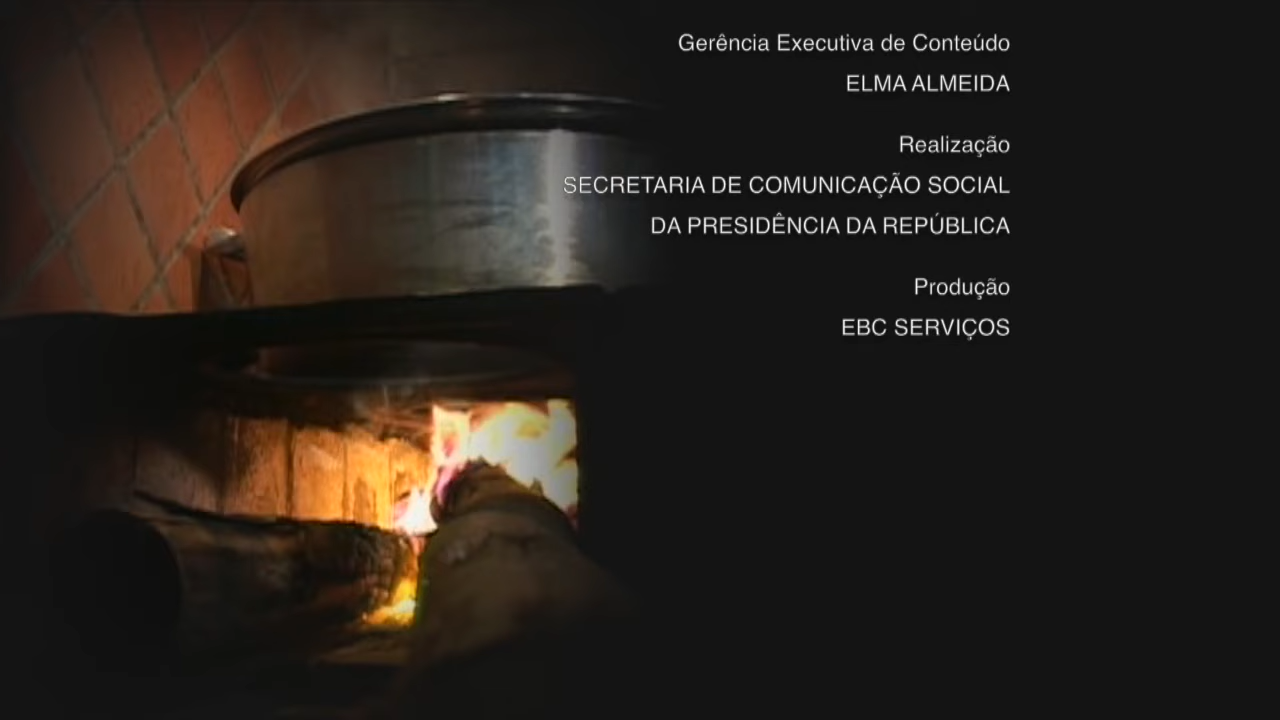 Gerência Executiva de Conteúdo
ELMA ALMEIDA
Realização
SECRETARIA DE COMUNICAÇÃO SOCIAL
DA PRESIDÊNCIA DA REPÚBLICA
Produção
EBC SERVIÇOS